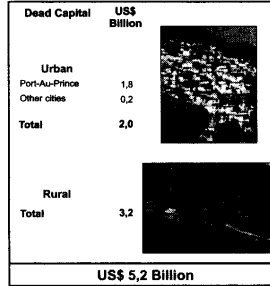 Dead Capital US$
Billion
Urban
Port-Au-Prince 1,8
Other cities 0,2
Total 2,0
Rural
Total 3,2
US$ 5,2 Billion